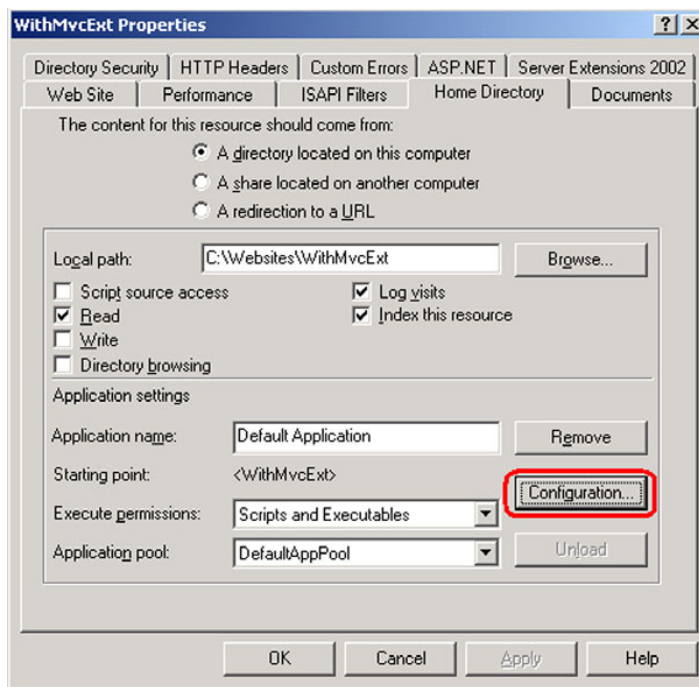 WithMvcExt Properties
Directory Security HTTP Headers Custom Errors ASP.NET Server Extensions 2002
Web Site Performance ISAPI Filters Home Directory Documents
The content for this resource should come from:
A directory located on this computer
A share located on another computer
A redirection to a URL
Local path: C:\Websites\WithMvcExt Browse...
Script source access Log visits
Read Index this resource
Write
Directory browsing
Application settings
Application name: Default Application Remove
Starting point: <WithMvcExt> Configuration...
Execute permissions: Scripts and Executables
Application pool: DefaultAppPool Unload
OK Cancel Apply Help